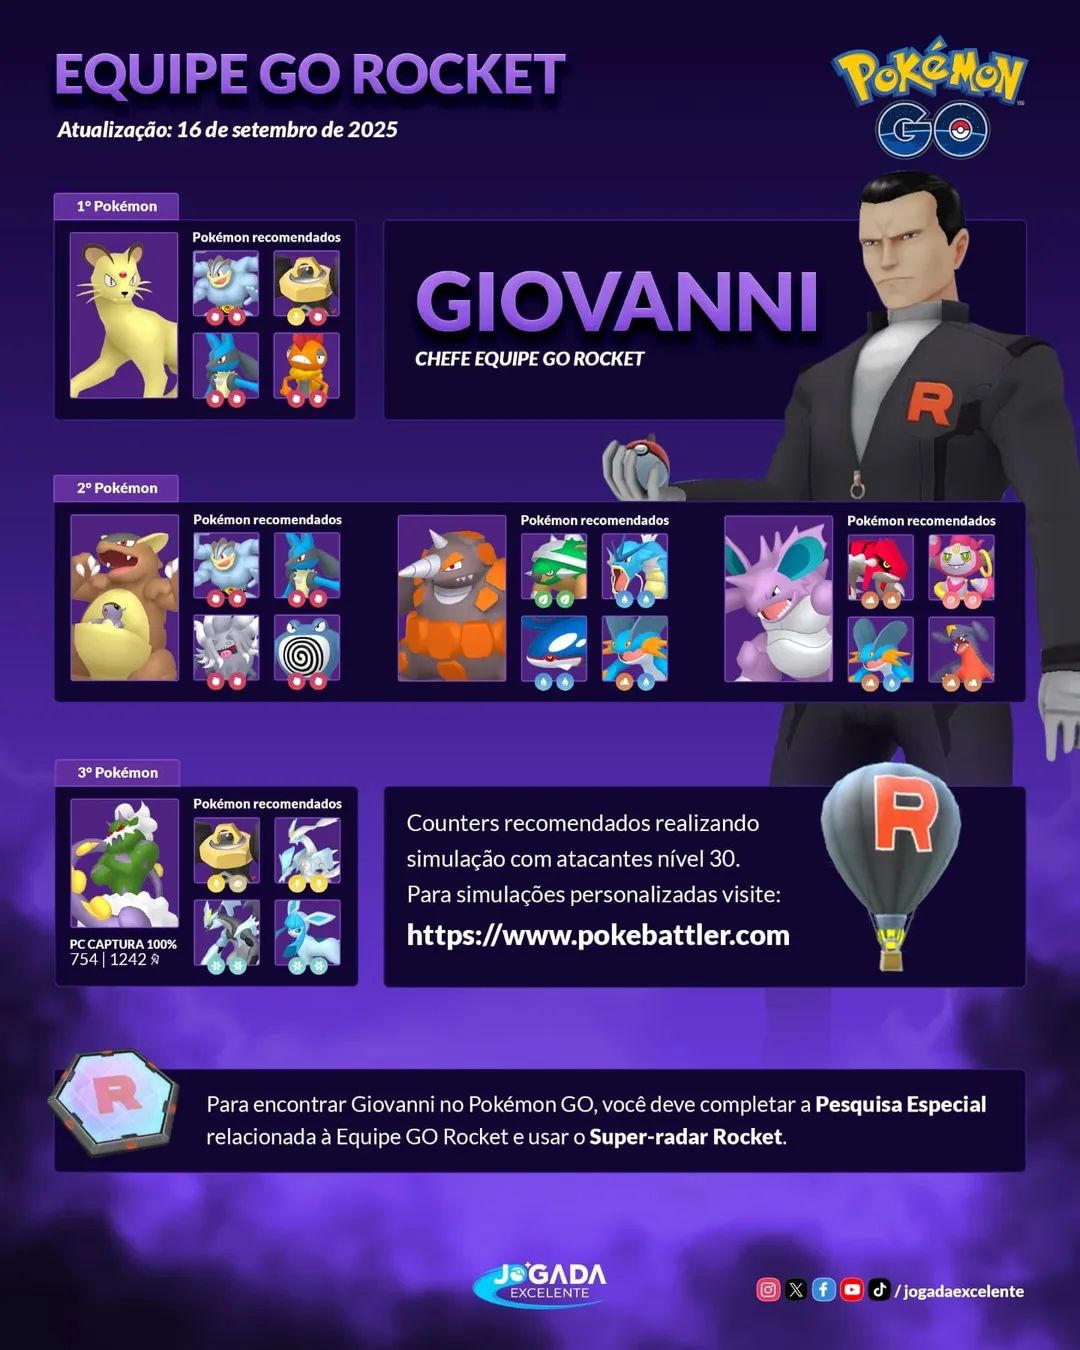 EQUIPE GO ROCKET
Atualização: 16 de setembro de 2025
POKÉMON
GO
1º Pokémon
Pokémon recomendados
GIOVANNI
CHEFE EQUIPE GO ROCKET
R
2º Pokémon
Pokémon recomendados
Pokémon recomendados
Pokémon recomendados
3º Pokémon
Pokémon recomendados
PC CAPTURA 100%
754 | 1242
Counters recomendados realizando
simulação com atacantes nível 30.
Para simulações personalizadas visite:
https://www.pokebattler.com
R
R
Para encontrar Giovanni no Pokémon GO, você deve completar a Pesquisa Especial
relacionada à Equipe GO Rocket e usar o Super-radar Rocket.
JOGADA
EXCELENTE
/jogadaexcelente